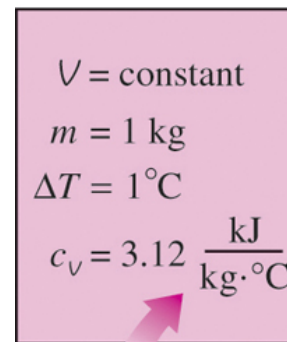 V = constant
m = 1 kg
ΔT = 1°C
c_v = 3.12 kJ/kg·°C